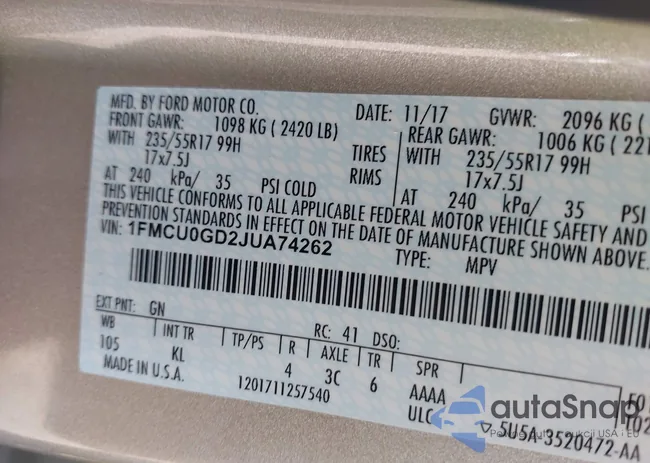 MFD. BY FORD MOTOR CO. DATE: 11/17 GVWR: 2096 KG (
FRONT GAWR: 1098 KG ( 2420 LB) REAR GAWR: 1006 KG ( 221
WITH 235/55R17 99H TIRES WITH 235/55R17 99H
17x7.5J RIMS 17x7.5J
AT 240 kPa/ 35 PSI COLD AT 240 kPa/ 35 PSI
THIS VEHICLE CONFORMS TO ALL APPLICABLE FEDERAL MOTOR VEHICLE SAFETY AND
PREVENTION STANDARDS IN EFFECT ON THE DATE OF MANUFACTURE SHOWN ABOVE.
VIN: 1FMCU0GD2JUA74262 TYPE: MPV
EXT PNT: GN RC: 41 DSO:
WB INT TR TP/PS R AXLE TR SPR
105 KL 4 3C 6 AAAA
MADE IN U.S.A. 1201711257540 ULC
5U5A-3520472-AA
autoSnap